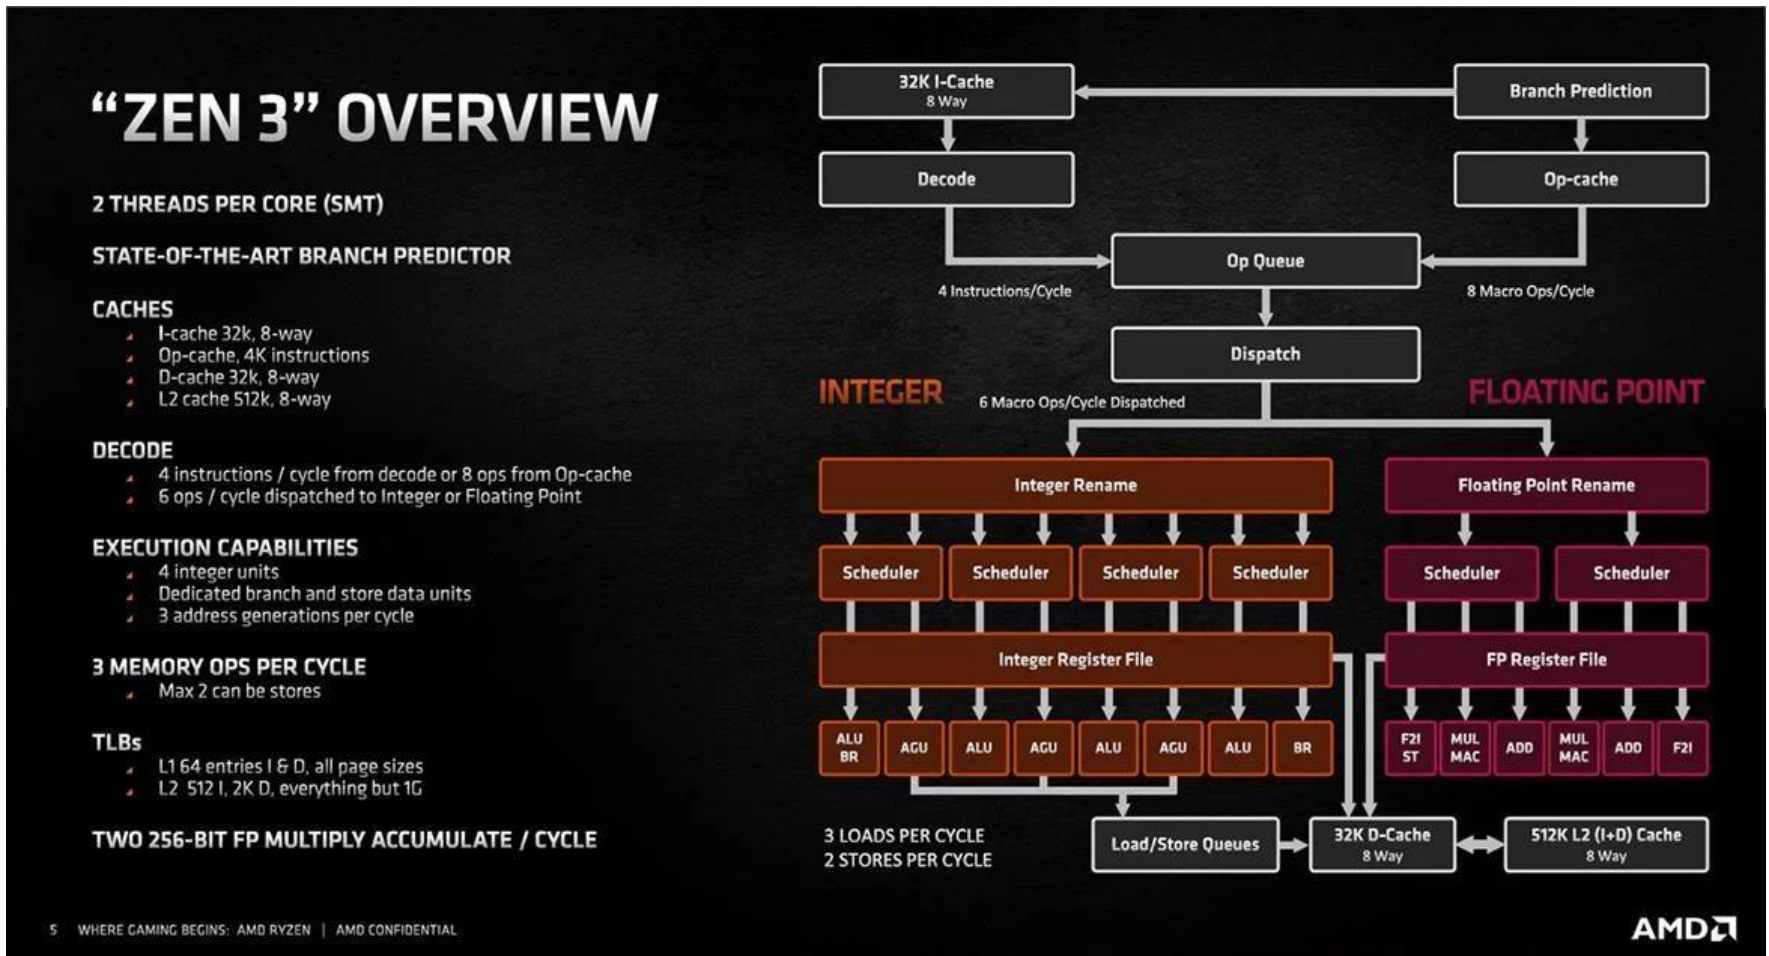 “ZEN 3” OVERVIEW
2 THREADS PER CORE (SMT)
STATE-OF-THE-ART BRANCH PREDICTOR
CACHES
I-cache 32k, 8-way
Op-cache, 4K instructions
D-cache 32k, 8-way
L2 cache 512k, 8-way
DECODE
4 instructions / cycle from decode or 8 ops from Op-cache
6 ops / cycle dispatched to Integer or Floating Point
EXECUTION CAPABILITIES
4 integer units
Dedicated branch and store data units
3 address generations per cycle
3 MEMORY OPS PER CYCLE
Max 2 can be stores
TLBs
L1 64 entries I & D, all page sizes
L2 512 I, 2K D, everything but 1G
TWO 256-BIT FP MULTIPLY ACCUMULATE / CYCLE
32K I-Cache
8 Way
Branch Prediction
Decode
Op-cache
Op Queue
4 Instructions/Cycle
8 Macro Ops/Cycle
Dispatch
INTEGER
6 Macro Ops/Cycle Dispatched
FLOATING POINT
Integer Rename
Floating Point Rename
Scheduler
Scheduler
Scheduler
Scheduler
Scheduler
Scheduler
Integer Register File
FP Register File
ALU
BR
AGU
ALU
AGU
ALU
AGU
ALU
BR
F2I
ST
MUL
MAC
ADD
MUL
MAC
ADD
F2I
3 LOADS PER CYCLE
2 STORES PER CYCLE
Load/Store Queues
32K D-Cache
8 Way
512K L2 (I+D) Cache
8 Way
5 WHERE GAMING BEGINS: AMD RYZEN | AMD CONFIDENTIAL
AMD